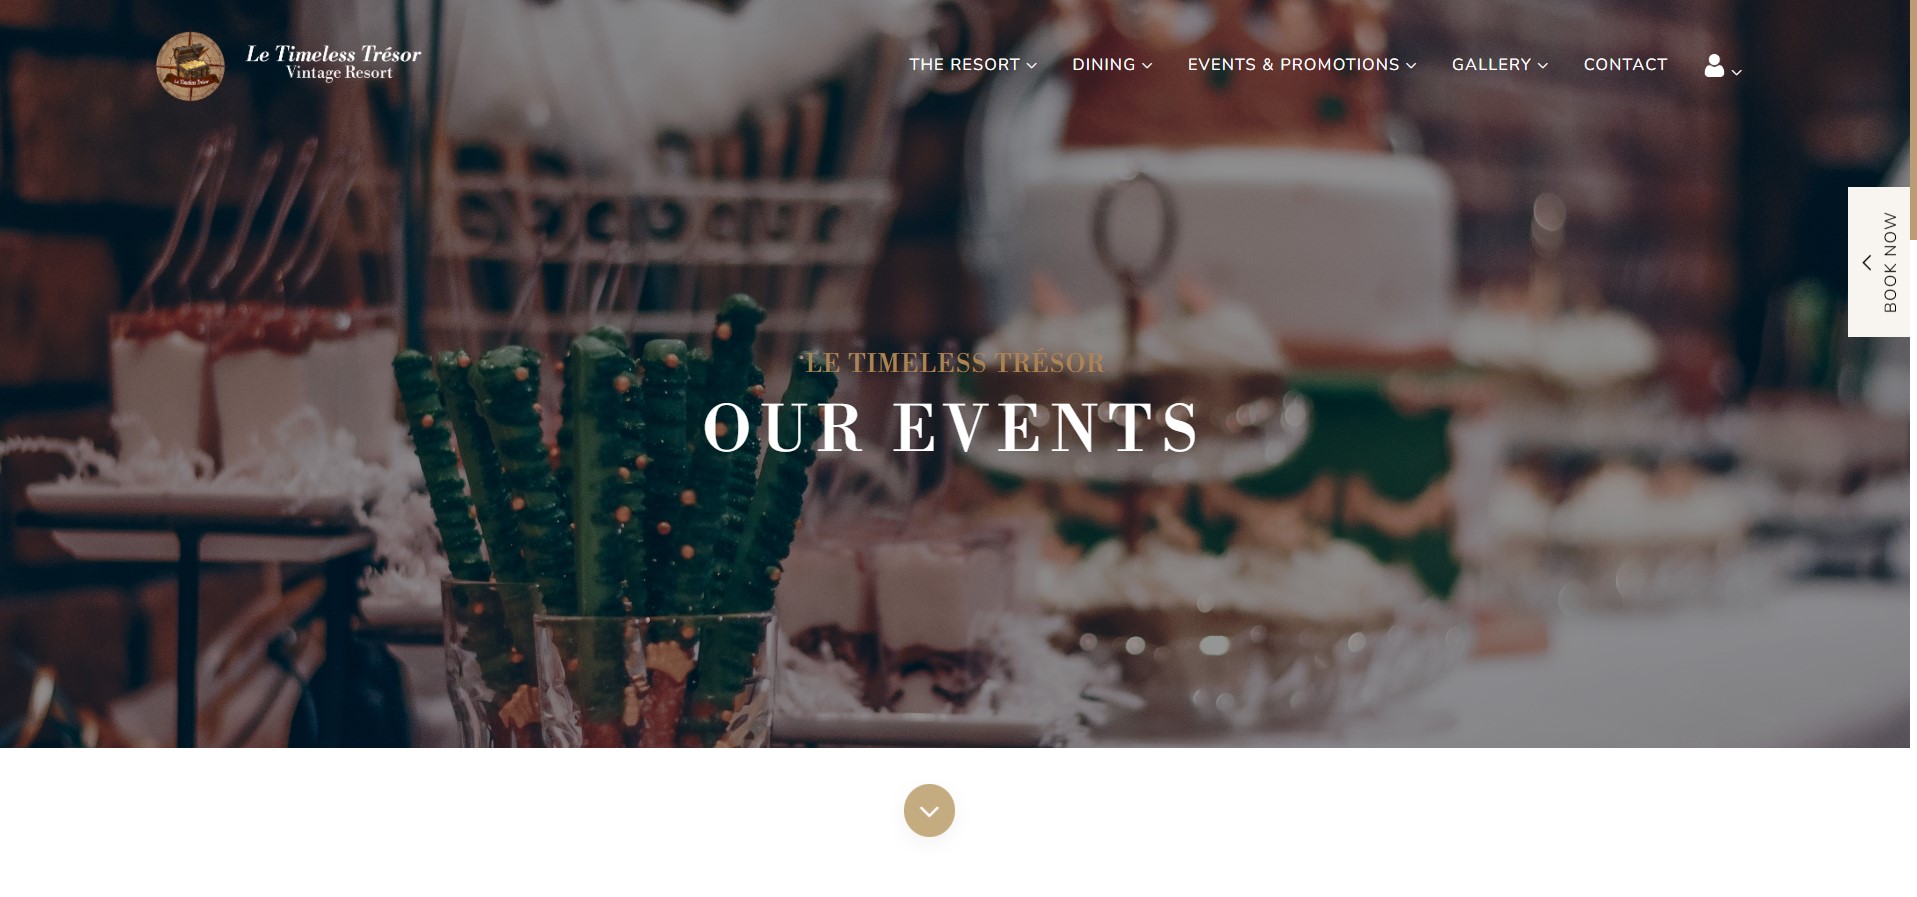 Le Timeless Trésor
Vintage Resort
THE RESORT
DINING
EVENTS & PROMOTIONS
GALLERY
CONTACT
BOOK NOW
LE TIMELESS TRÉSOR
OUR EVENTS